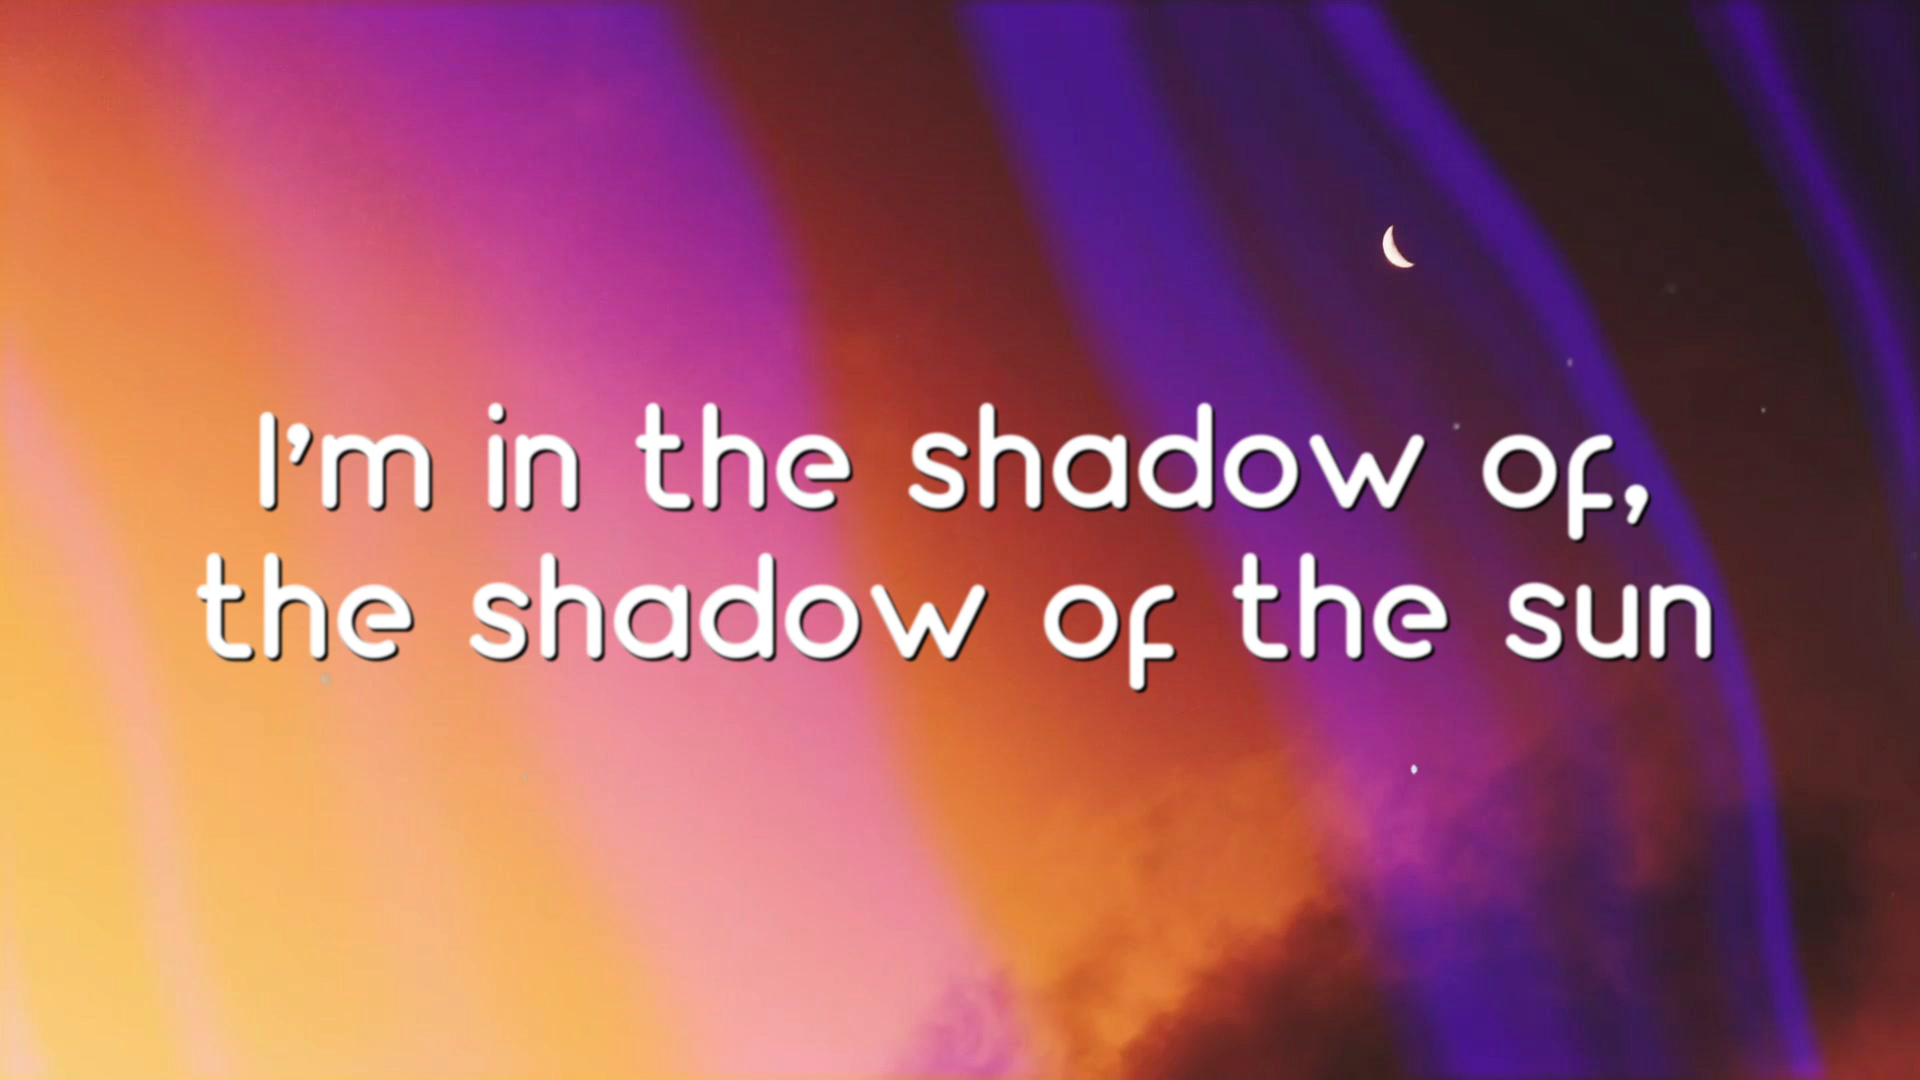 I'm in the shadow of,
the shadow of the sun